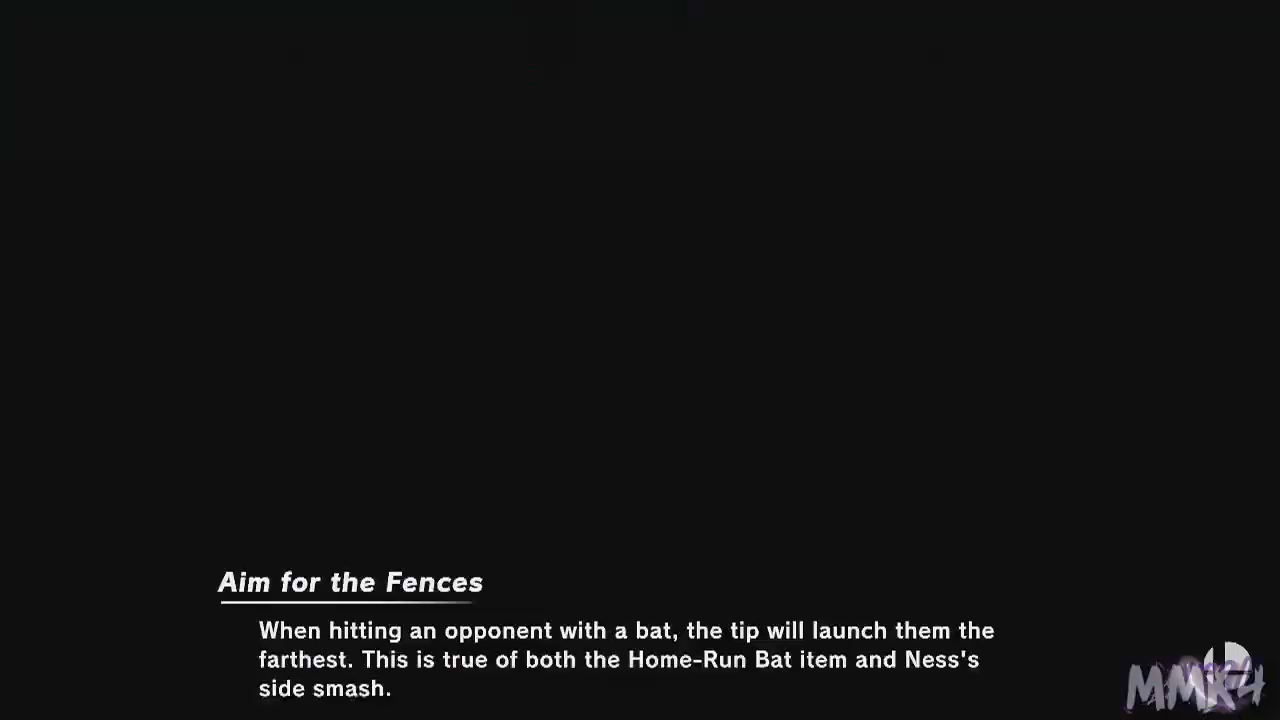 Aim for the Fences
When hitting an opponent with a bat, the tip will launch them the
farthest. This is true of both the Home-Run Bat item and Ness's
side smash.
MMK4